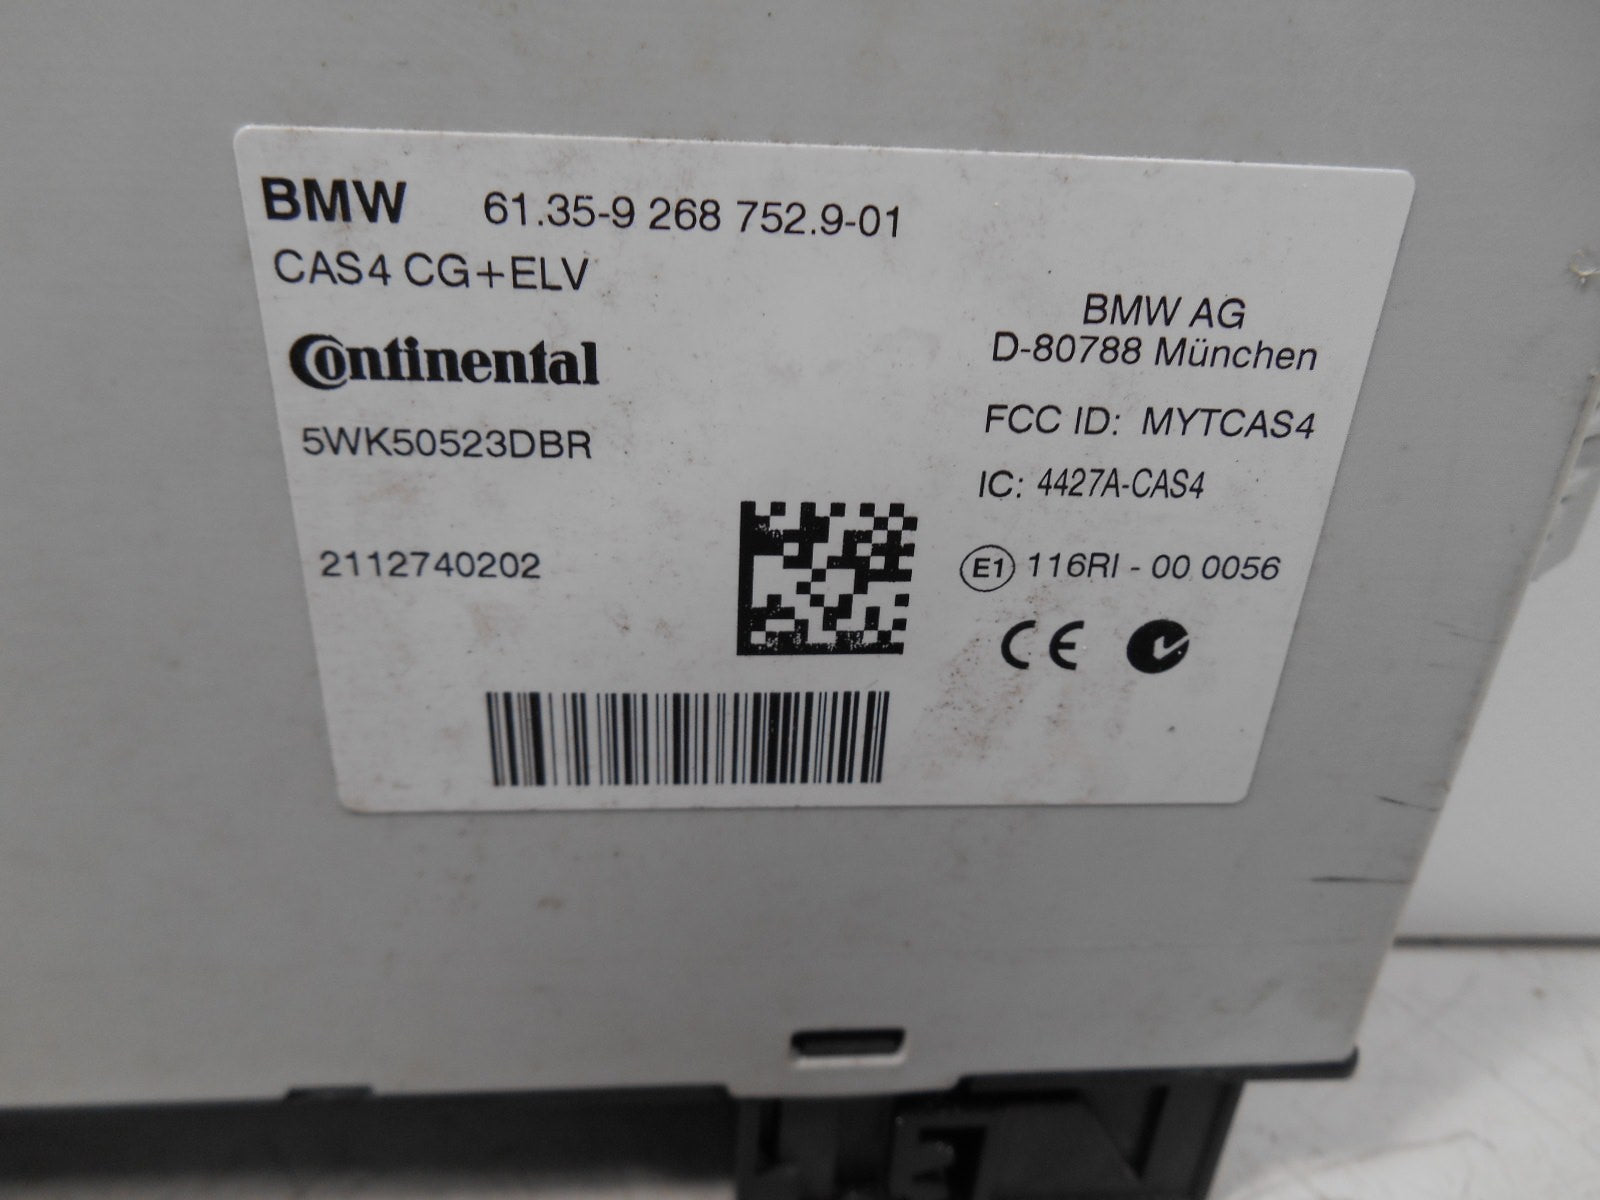 BMW 61.35-9 268 752.9-01
CAS4 CG+ELV
Continental
5WK50523DBR
2112740202
BMW AG
D-80788 München
FCC ID: MYTCAS4
IC: 4427A-CAS4
E1 116RI - 00 0056
CE